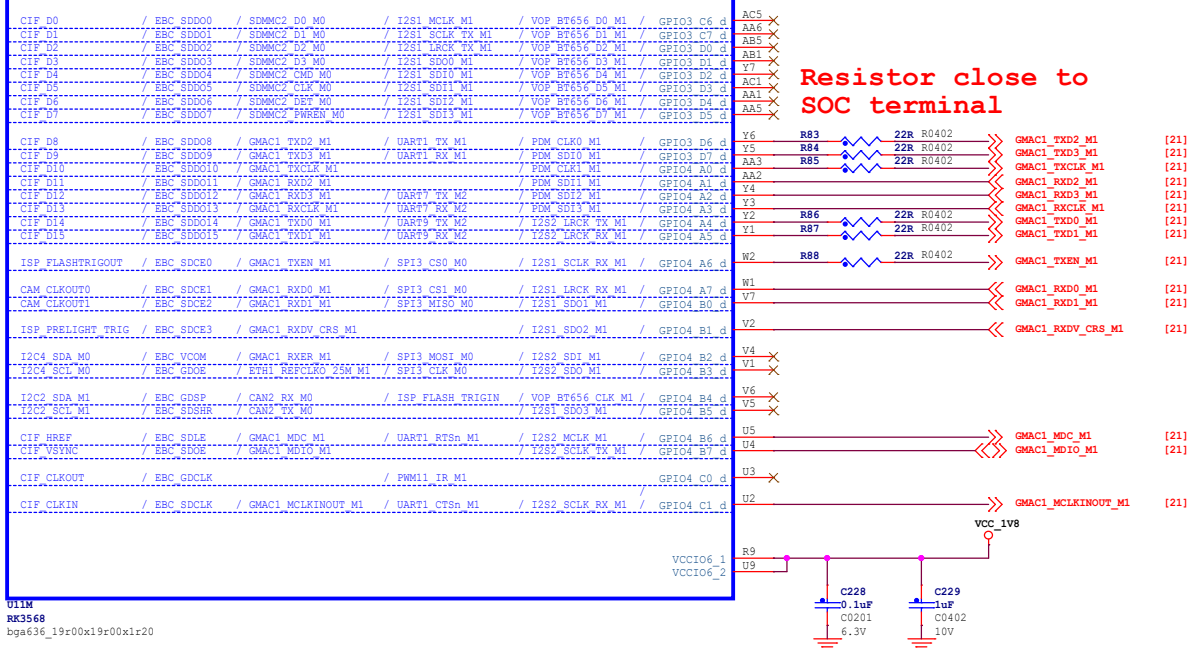 CIF_D0 / EBC_SDDO0 / SDMMC2_D0_M0 / I2S1_MCLK_M1 / VOP_BT656_D0_M1 / GPIO3_C6_d AC5
CIF_D1 / EBC_SDDO1 / SDMMC2_D1_M0 / I2S1_SCLK_TX_M1 / VOP_BT656_D1_M1 / GPIO3_C7_d AA6
CIF_D2 / EBC_SDDO2 / SDMMC2_D2_M0 / I2S1_LRCK_TX_M1 / VOP_BT656_D2_M1 / GPIO3_D0_d AB5
CIF_D3 / EBC_SDDO3 / SDMMC2_D3_M0 / I2S1_SDO0_M1 / VOP_BT656_D3_M1 / GPIO3_D1_d AB1
CIF_D4 / EBC_SDDO4 / SDMMC2_CMD_M0 / I2S1_SDI0_M1 / VOP_BT656_D4_M1 / GPIO3_D2_d Y7
CIF_D5 / EBC_SDDO5 / SDMMC2_CLK_M0 / I2S1_SDI1_M1 / VOP_BT656_D5_M1 / GPIO3_D3_d AC1
CIF_D6 / EBC_SDDO6 / SDMMC2_DET_M0 / I2S1_SDI2_M1 / VOP_BT656_D6_M1 / GPIO3_D4_d AA1
CIF_D7 / EBC_SDDO7 / SDMMC2_PWREN_M0 / I2S1_SDI3_M1 / VOP_BT656_D7_M1 / GPIO3_D5_d AA5
Resistor close to
SOC terminal
CIF_D8 / EBC_SDDO8 / GMAC1_TXD2_M1 / UART1_TX_M1 / PDM_CLK0_M1 / GPIO3_D6_d Y6 R83 22R R0402 GMAC1_TXD2_M1 [21]
CIF_D9 / EBC_SDDO9 / GMAC1_TXD3_M1 / UART1_RX_M1 / PDM_SDI0_M1 / GPIO3_D7_d Y5 R84 22R R0402 GMAC1_TXD3_M1 [21]
CIF_D10 / EBC_SDDO10 / GMAC1_TXCLK_M1 / PDM_CLK1_M1 / GPIO4_A0_d AA3 R85 22R R0402 GMAC1_TXCLK_M1 [21]
CIF_D11 / EBC_SDDO11 / GMAC1_RXD2_M1 / PDM_SDI1_M1 / GPIO4_A1_d AA2 GMAC1_RXD2_M1 [21]
CIF_D12 / EBC_SDDO12 / GMAC1_RXD3_M1 / UART7_TX_M2 / PDM_SDI2_M1 / GPIO4_A2_d Y4 GMAC1_RXD3_M1 [21]
CIF_D13 / EBC_SDDO13 / GMAC1_RXCLK_M1 / UART7_RX_M2 / PDM_SDI3_M1 / GPIO4_A3_d Y3 GMAC1_RXCLK_M1 [21]
CIF_D14 / EBC_SDDO14 / GMAC1_TXD0_M1 / UART9_TX_M2 / I2S2_LRCK_TX_M1 / GPIO4_A4_d Y2 R86 22R R0402 GMAC1_TXD0_M1 [21]
CIF_D15 / EBC_SDDO15 / GMAC1_TXD1_M1 / UART9_RX_M2 / I2S2_LRCK_RX_M1 / GPIO4_A5_d Y1 R87 22R R0402 GMAC1_TXD1_M1 [21]
ISP_FLASHTRIGOUT / EBC_SDCE0 / GMAC1_TXEN_M1 / SPI3_CS0_M0 / I2S1_SCLK_RX_M1 / GPIO4_A6_d W2 R88 22R R0402 GMAC1_TXEN_M1 [21]
CAM_CLKOUT0 / EBC_SDCE1 / GMAC1_RXD0_M1 / SPI3_CS1_M0 / I2S1_LRCK_RX_M1 / GPIO4_A7_d W1 GMAC1_RXD0_M1 [21]
CAM_CLKOUT1 / EBC_SDCE2 / GMAC1_RXD1_M1 / SPI3_MISO_M0 / I2S1_SDO1_M1 / GPIO4_B0_d V7 GMAC1_RXD1_M1 [21]
ISP_PRELIGHT_TRIG / EBC_SDCE3 / GMAC1_RXDV_CRS_M1 / I2S1_SDO2_M1 / GPIO4_B1_d V2 GMAC1_RXDV_CRS_M1 [21]
I2C4_SDA_M0 / EBC_VCOM / GMAC1_RXER_M1 / SPI3_MOSI_M0 / I2S2_SDI_M1 / GPIO4_B2_d V4
I2C4_SCL_M0 / EBC_GDOE / ETH1_REFCLKO_25M_M1 / SPI3_CLK_M0 / I2S2_SDO_M1 / GPIO4_B3_d V1
I2C2_SDA_M1 / EBC_GDSP / CAN2_RX_M0 / ISP_FLASH_TRIGIN / VOP_BT656_CLK_M1 / GPIO4_B4_d V6
I2C2_SCL_M1 / EBC_SDSHR / CAN2_TX_M0 / I2S1_SDO3_M1 / GPIO4_B5_d V5
CIF_HREF / EBC_SDLE / GMAC1_MDC_M1 / UART1_RTSn_M1 / I2S2_MCLK_M1 / GPIO4_B6_d U5 GMAC1_MDC_M1 [21]
CIF_VSYNC / EBC_SDOE / GMAC1_MDIO_M1 / I2S2_SCLK_TX_M1 / GPIO4_B7_d U4 GMAC1_MDIO_M1 [21]
CIF_CLKOUT / EBC_GDCLK / PWM11_IR_M1 / GPIO4_C0_d U3
CIF_CLKIN / EBC_SDCLK / GMAC1_MCLKINOUT_M1 / UART1_CTSn_M1 / I2S2_SCLK_RX_M1 / GPIO4_C1_d U2 GMAC1_MCLKINOUT_M1 [21]
VCC_1V8
VCCIO6_1 R9
VCCIO6_2 U9
C228 C229
0.1uF 1uF
C0201 C0402
6.3V 10V
U11M
RK3568
bga636_19r00x19r00x1r20